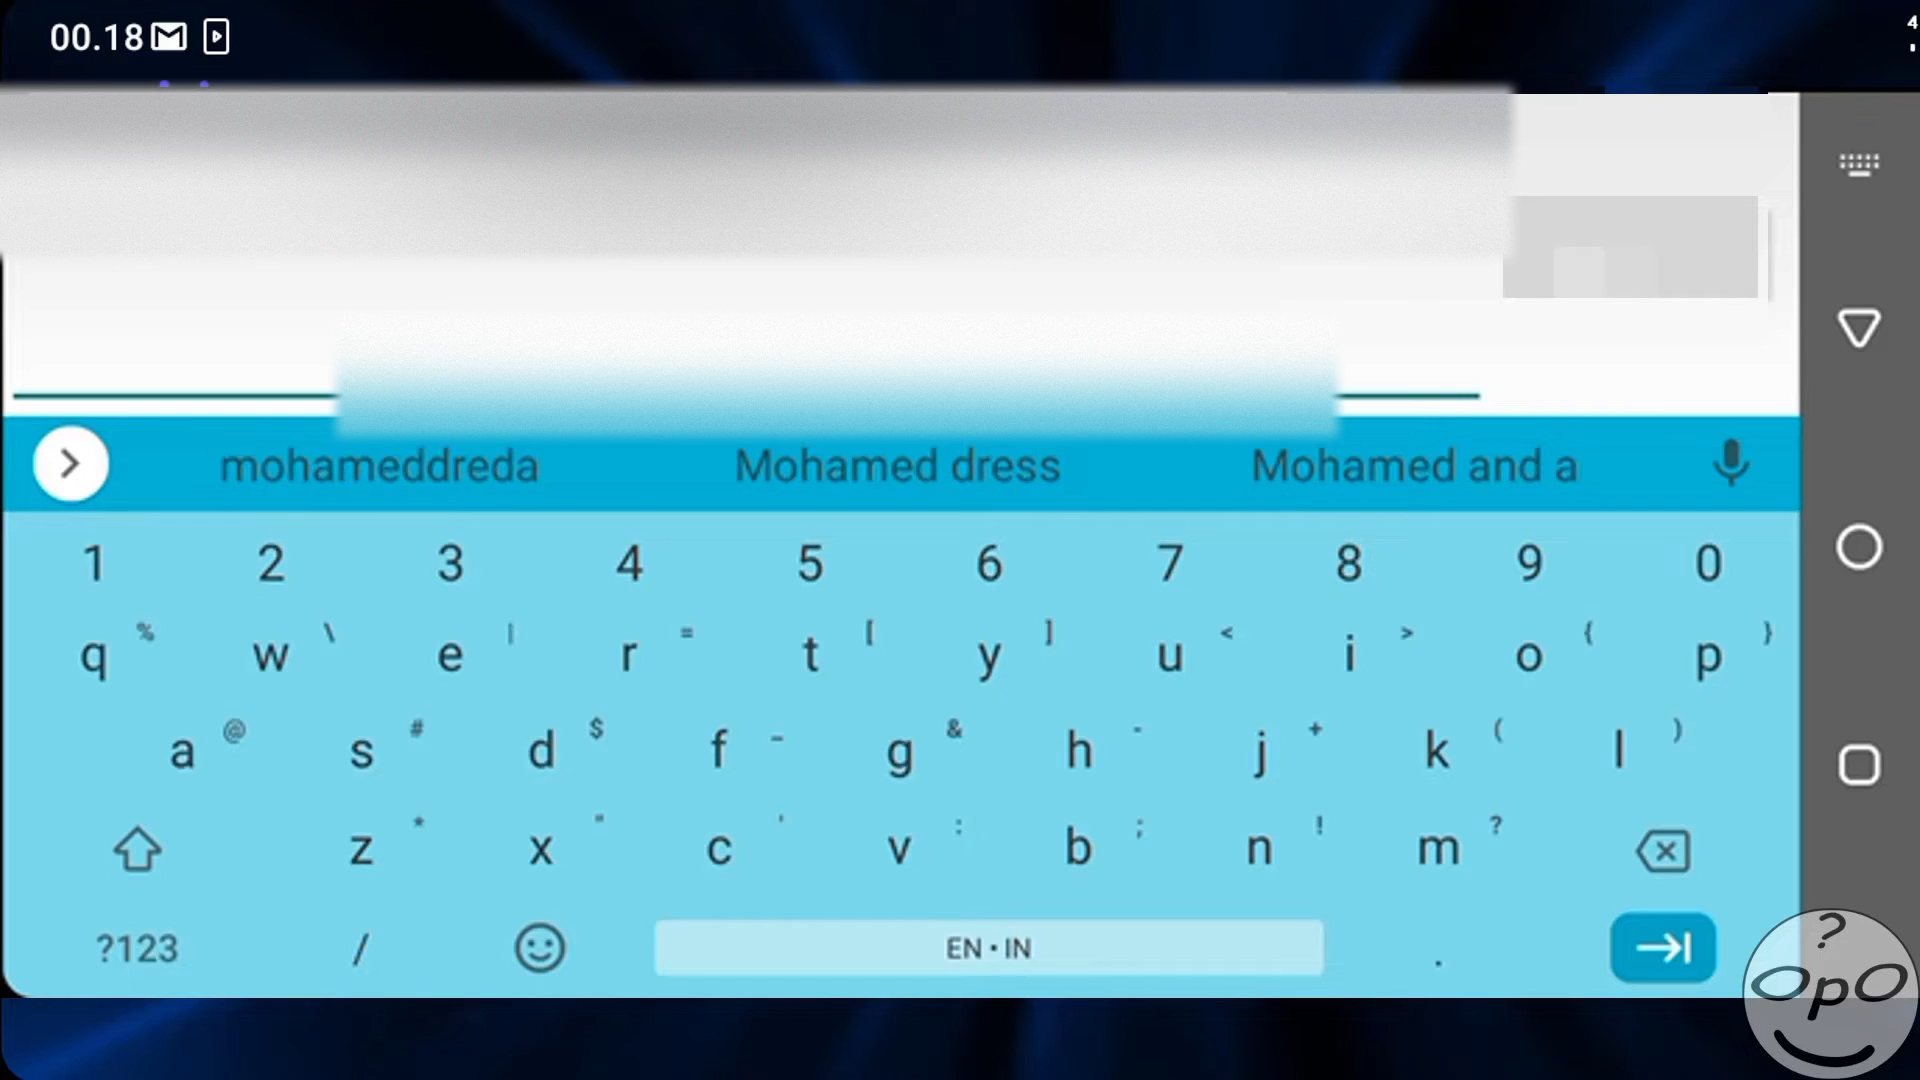 00.18
4
mohameddreda Mohamed dress Mohamed and a
1 2 3 4 5 6 7 8 9 0
q % w \ e | r = t [ y ] u < i > o { p }
a @ s # d $ f _ g & h - j + k ( l )
z * x " c ' v : b ; n ! m ?
?123 / EN • IN .
? OpO